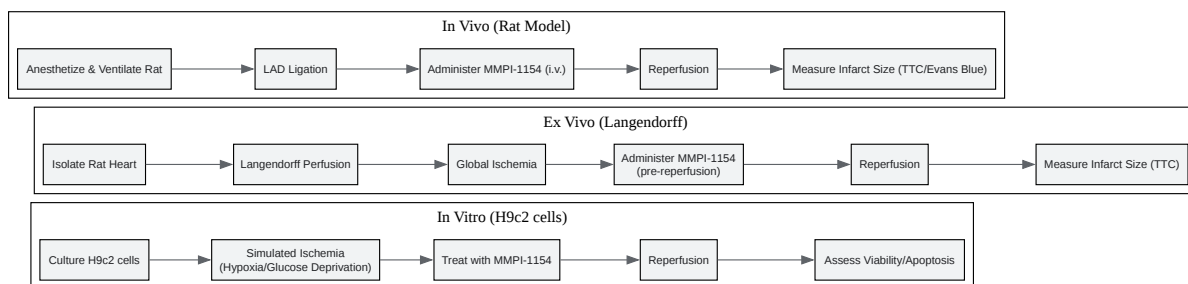 In Vivo (Rat Model)
Anesthetize & Ventilate Rat
LAD Ligation
Administer MMPI-1154 (i.v.)
Reperfusion
Measure Infarct Size (TTC/Evans Blue)
Ex Vivo (Langendorff)
Isolate Rat Heart
Langendorff Perfusion
Global Ischemia
Administer MMPI-1154
(pre-reperfusion)
Reperfusion
Measure Infarct Size (TTC)
In Vitro (H9c2 cells)
Culture H9c2 cells
Simulated Ischemia
(Hypoxia/Glucose Deprivation)
Treat with MMPI-1154
Reperfusion
Assess Viability/Apoptosis